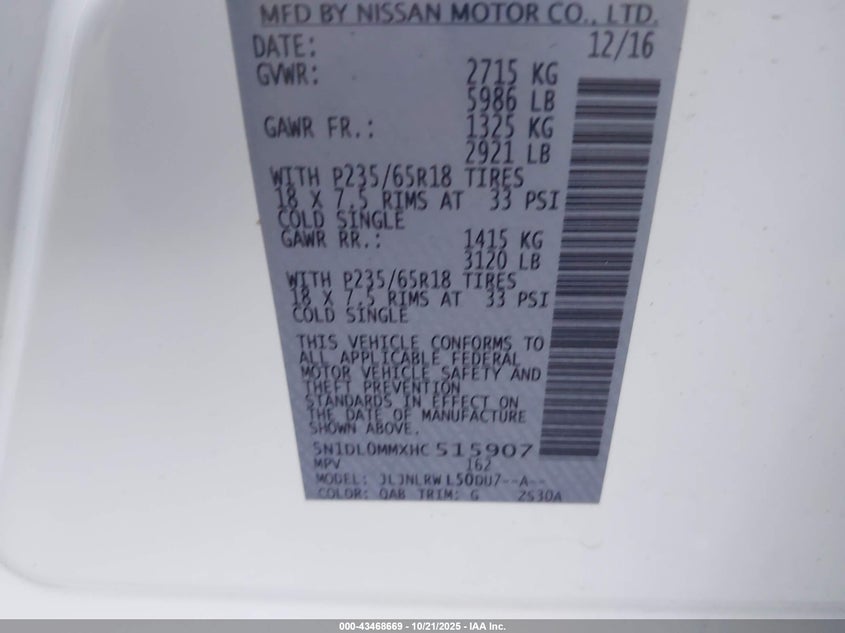 MFD BY NISSAN MOTOR CO., LTD.
DATE: 12/16
GVWR: 2715 KG
5986 LB
GAWR FR.: 1325 KG
2921 LB
WITH P235/65R18 TIRES
18 X 7.5 RIMS AT 33 PSI
COLD SINGLE
GAWR RR.: 1415 KG
3120 LB
WITH P235/65R18 TIRES
18 X 7.5 RIMS AT 33 PSI
COLD SINGLE
THIS VEHICLE CONFORMS TO
ALL APPLICABLE FEDERAL
MOTOR VEHICLE SAFETY AND
THEFT PREVENTION
STANDARDS IN EFFECT ON
THE DATE OF MANUFACTURE
SHOWN ABOVE.
5N1DL0MMXHC515907
MPV 162
MODEL: JLJNLRWL50DU7--A--
COLOR: QAB TRIM: G 2S30A
000-43468669 - 10/21/2025 - IAA Inc.